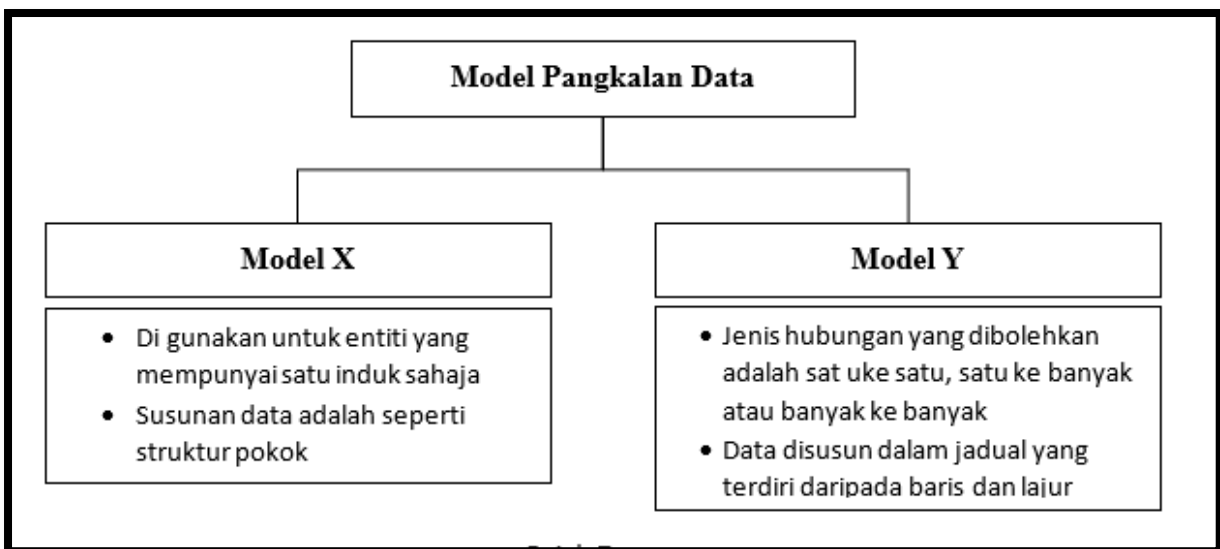 Model Pangkalan Data
Model X
• Di gunakan untuk entiti yang
mempunyai satu induk sahaja
• Susunan data adalah seperti
struktur pokok
Model Y
• Jenis hubungan yang dibolehkan
adalah sat uke satu, satu ke banyak
atau banyak ke banyak
• Data disusun dalam jadual yang
terdiri daripada baris dan lajur